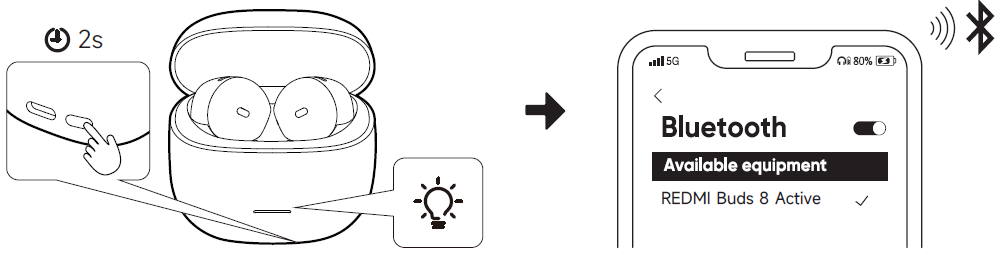 2s
5G
80%
Bluetooth
Available equipment
REDMI Buds 8 Active